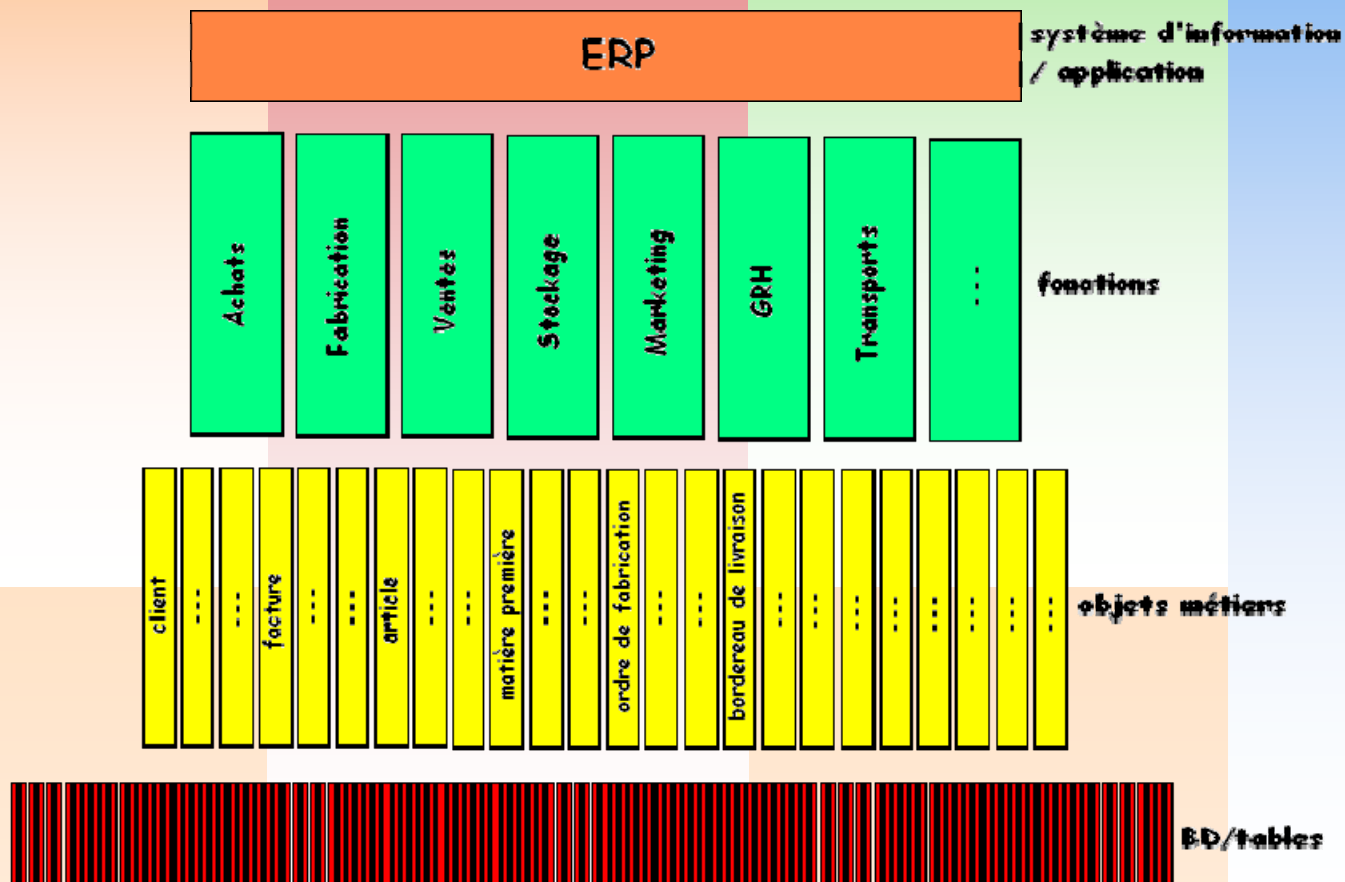 ERP
système d'information
/ application
Achats
Fabrication
Ventes
Stockage
Marketing
GRH
Transports
...
fonctions
client
...
...
facture
...
...
article
...
...
matière première
...
...
ordre de fabrication
...
...
bordereau de livraison
...
...
...
...
...
...
...
...
objets métiers
BD/tables